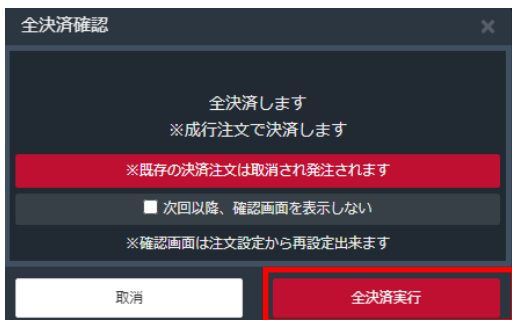 全決済確認
全決済します
※成行注文で決済します
※既存の決済注文は取消され発注されます
次回以降、確認画面を表示しない
※確認画面は注文設定から再設定出来ます
取消
全決済実行